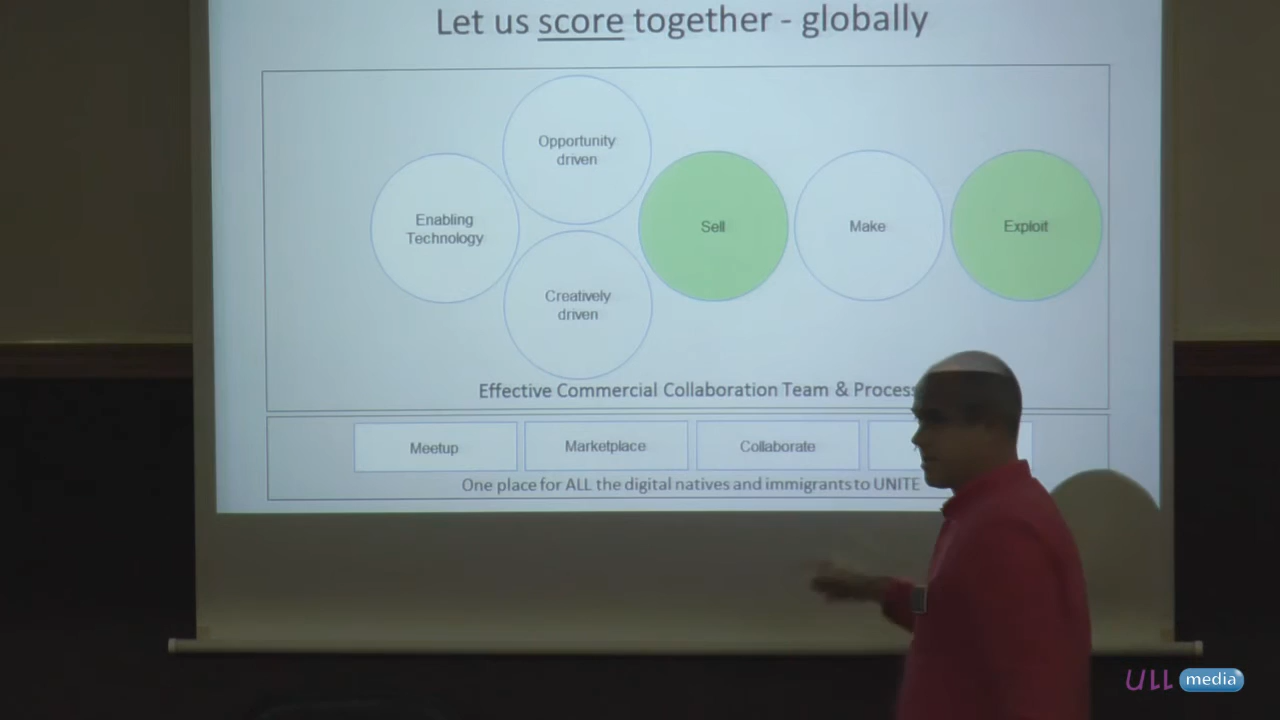 Let us score together - globally
Opportunity
driven
Enabling
Technology
Sell
Make
Exploit
Creatively
driven
Effective Commercial Collaboration Team & Process
Meetup
Marketplace
Collaborate
One place for ALL the digital natives and immigrants to UNITE
ULL media